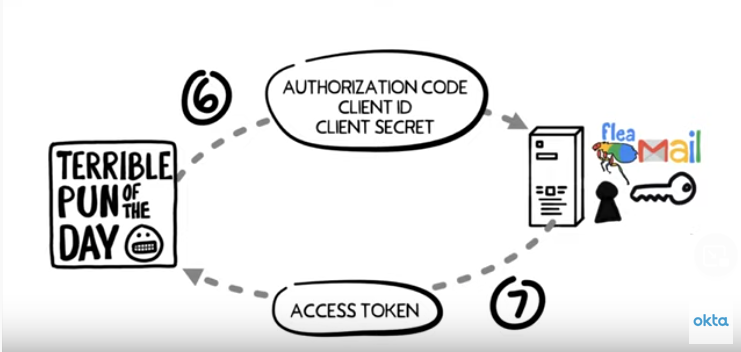 6
AUTHORIZATION CODE
CLIENT ID
CLIENT SECRET
flea
Mail
TERRIBLE
PUN OF THE
DAY
ACCESS TOKEN
7
okta